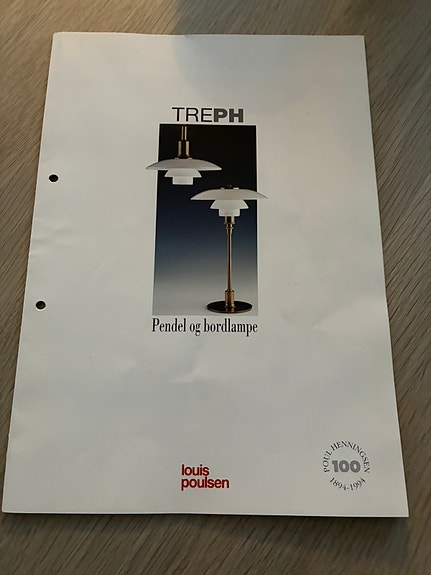 TREPH
Pendel og bordlampe
louis
poulsen
POUL HENNINGSEN
100
1894-1994